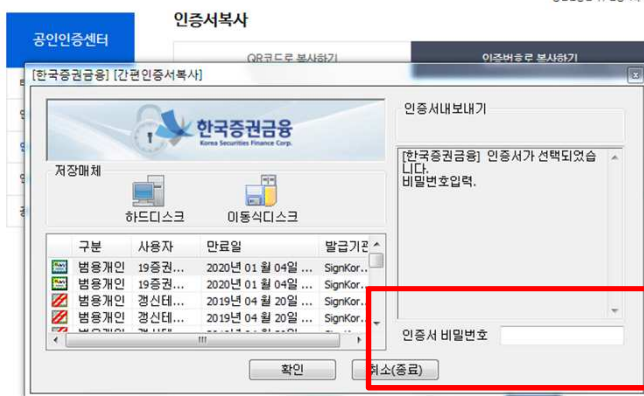 인증서복사
공인인증센터
QR코드로 복사하기
인증번호로 복사하기
[한국증권금융] [간편인증서복사]
한국증권금융
Korea Securities Finance Corp.
저장매체
하드디스크
이동식디스크
구분 사용자 만료일 발급기관
범용개인 19증권... 2020년 01 월 04일 ... SignKor...
범용개인 19증권... 2020년 01 월 04일 ... SignKor...
범용개인 갱신테... 2019년 04 월 20일 ... SignKor...
범용개인 갱신테... 2019년 04 월 20일 ... SignKor...
인증서내보내기
[한국증권금융] 인증서가 선택되었습
니다.
비밀번호입력.
인증서 비밀번호
확인
취소(종료)